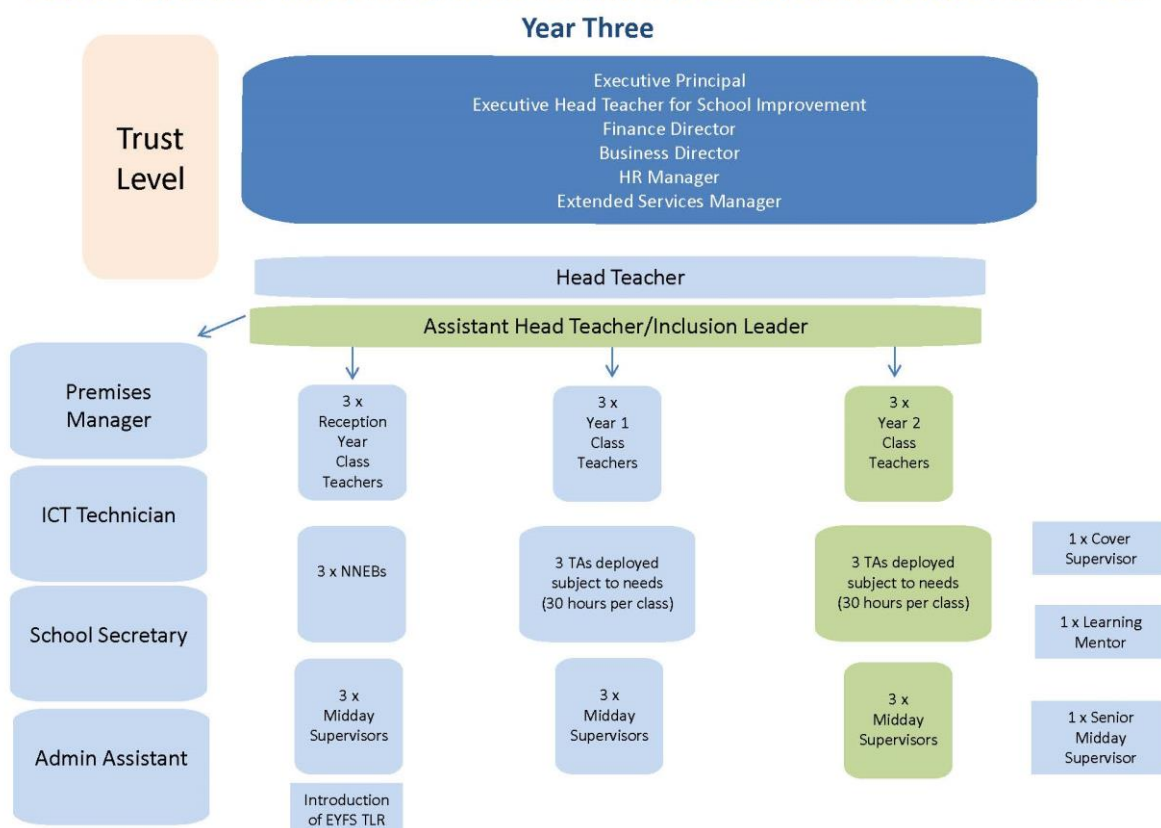 Year Three
Trust
Level
Executive Principal
Executive Head Teacher for School Improvement
Finance Director
Business Director
HR Manager
Extended Services Manager
Head Teacher
Assistant Head Teacher/Inclusion Leader
Premises
Manager
ICT Technician
School Secretary
Admin Assistant
3 x
Reception
Year
Class
Teachers
3 x
Year 1
Class
Teachers
3 x
Year 2
Class
Teachers
3 x NNEBs
3 TAs deployed
subject to needs
(30 hours per class)
3 TAs deployed
subject to needs
(30 hours per class)
1 x Cover
Supervisor
1 x Learning
Mentor
3 x
Midday
Supervisors
3 x
Midday
Supervisors
3 x
Midday
Supervisors
1 x Senior
Midday
Supervisor
Introduction
of EYFS TLR